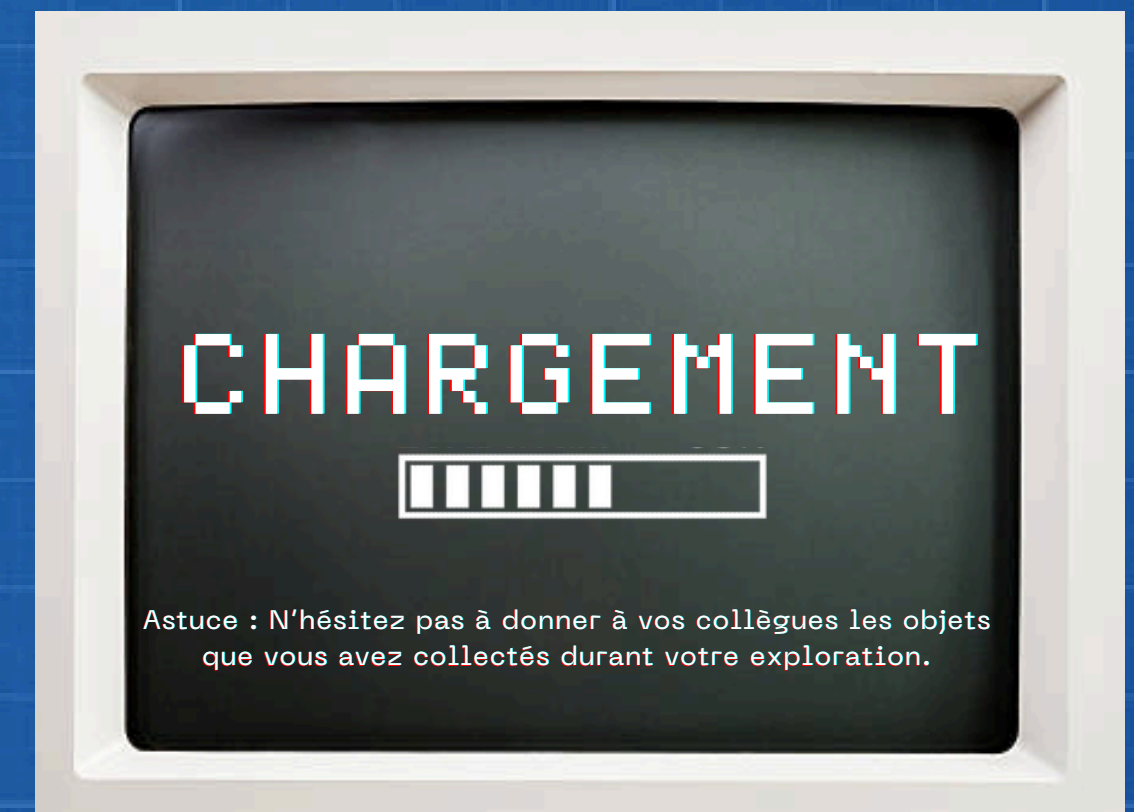 CHARGEMENT
Astuce : N'hésitez pas à donner à vos collègues les objets
que vous avez collectés durant votre exploration.